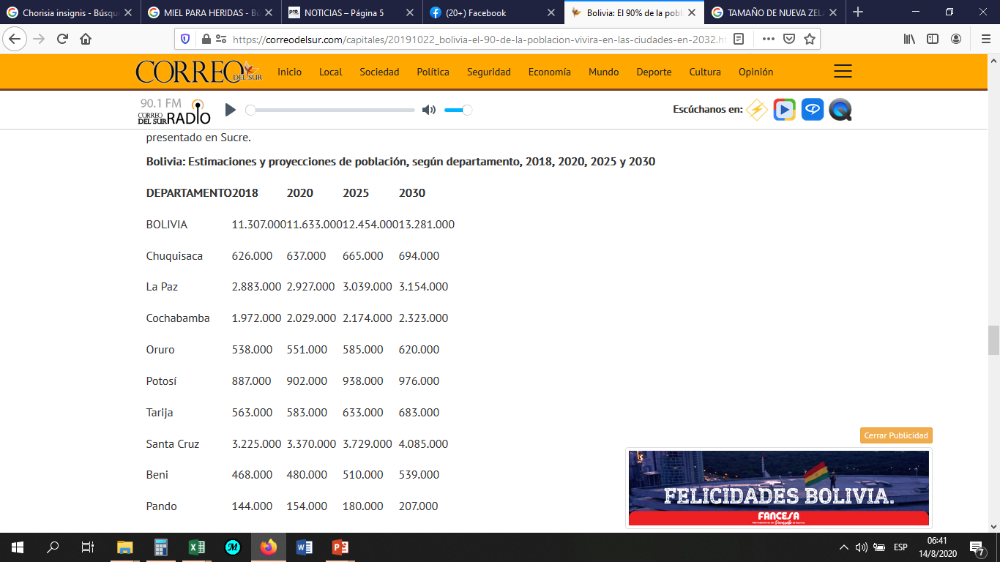 Chorisia insignis - Búsqu
MIEL PARA HERIDAS - Bú
pro NOTICIAS – Página 5
(20+) Facebook
Bolivia: El 90% de la pobl
TAMAÑO DE NUEVA ZELA
https://correodelsur.com/capitales/20191022_bolivia-el-90-de-la-poblacion-vivira-en-las-ciudades-en-2032.ht
CORREO DEL SUR Inicio Local Sociedad Política Seguridad Economía Mundo Deporte Cultura Opinión
90.1 FM
CORREO DEL SUR RADIO
Escúchanos en:
presentado en Sucre.
Bolivia: Estimaciones y proyecciones de población, según departamento, 2018, 2020, 2025 y 2030
DEPARTAMENTO 2018 2020 2025 2030
BOLIVIA 11.307.000 11.633.000 12.454.000 13.281.000
Chuquisaca 626.000 637.000 665.000 694.000
La Paz 2.883.000 2.927.000 3.039.000 3.154.000
Cochabamba 1.972.000 2.029.000 2.174.000 2.323.000
Oruro 538.000 551.000 585.000 620.000
Potosí 887.000 902.000 938.000 976.000
Tarija 563.000 583.000 633.000 683.000
Santa Cruz 3.225.000 3.370.000 3.729.000 4.085.000
Beni 468.000 480.000 510.000 539.000
Pando 144.000 154.000 180.000 207.000
Cerrar Publicidad
FELICIDADES BOLIVIA.
FANCESA
ESP
06:41
14/8/2020
7